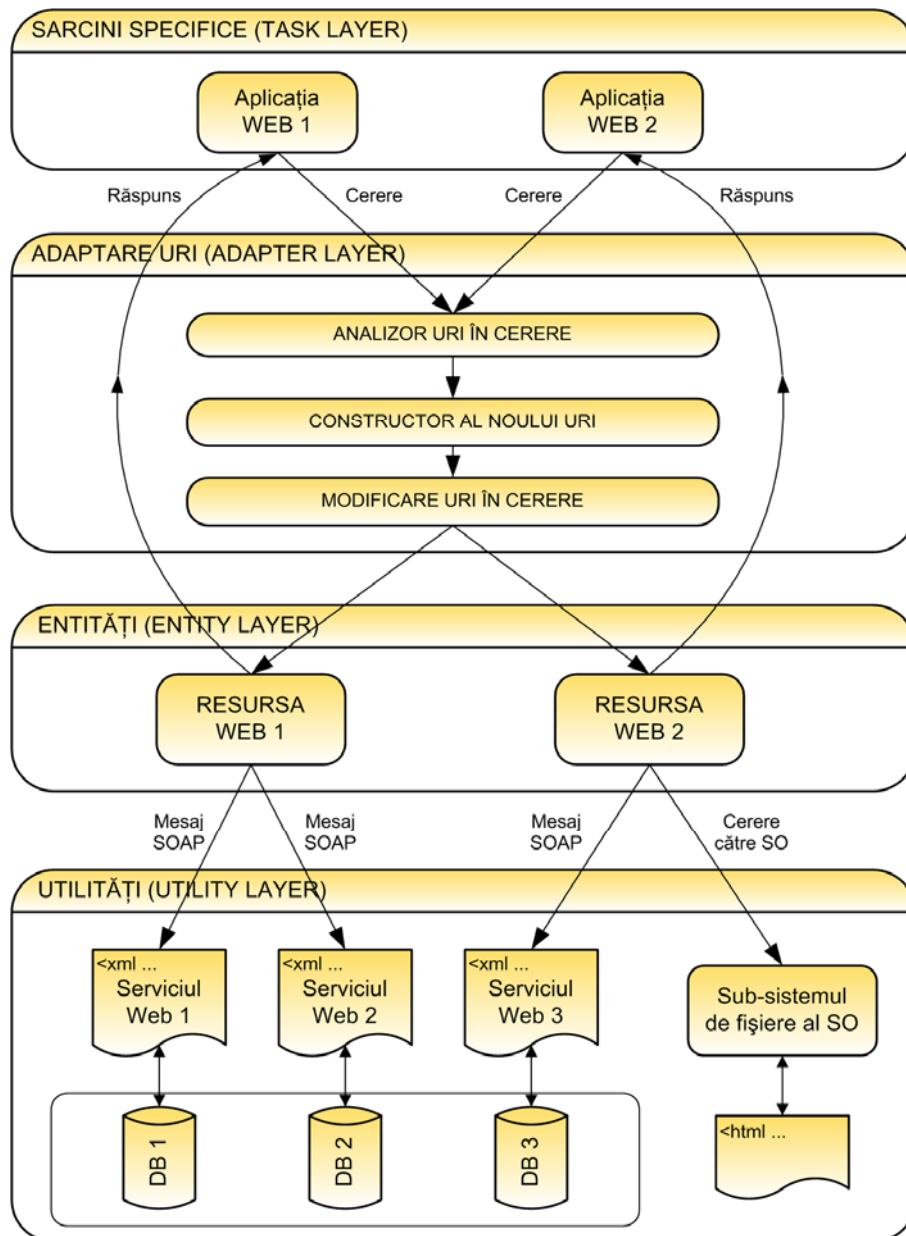 SARCINI SPECIFICE (TASK LAYER)
Aplicația
WEB 1
Aplicația
WEB 2
Răspuns
Cerere
Cerere
Răspuns
ADAPTARE URI (ADAPTER LAYER)
ANALIZOR URI ÎN CERERE
CONSTRUCTOR AL NOULUI URI
MODIFICARE URI ÎN CERERE
ENTITĂȚI (ENTITY LAYER)
RESURSA
WEB 1
RESURSA
WEB 2
Mesaj
SOAP
Mesaj
SOAP
Mesaj
SOAP
Cerere
către SO
UTILITĂȚI (UTILITY LAYER)
<xml ...
Serviciul
Web 1
<xml ...
Serviciul
Web 2
<xml ...
Serviciul
Web 3
Sub-sistemul
de fişiere al SO
DB 1
DB 2
DB 3
<html ...